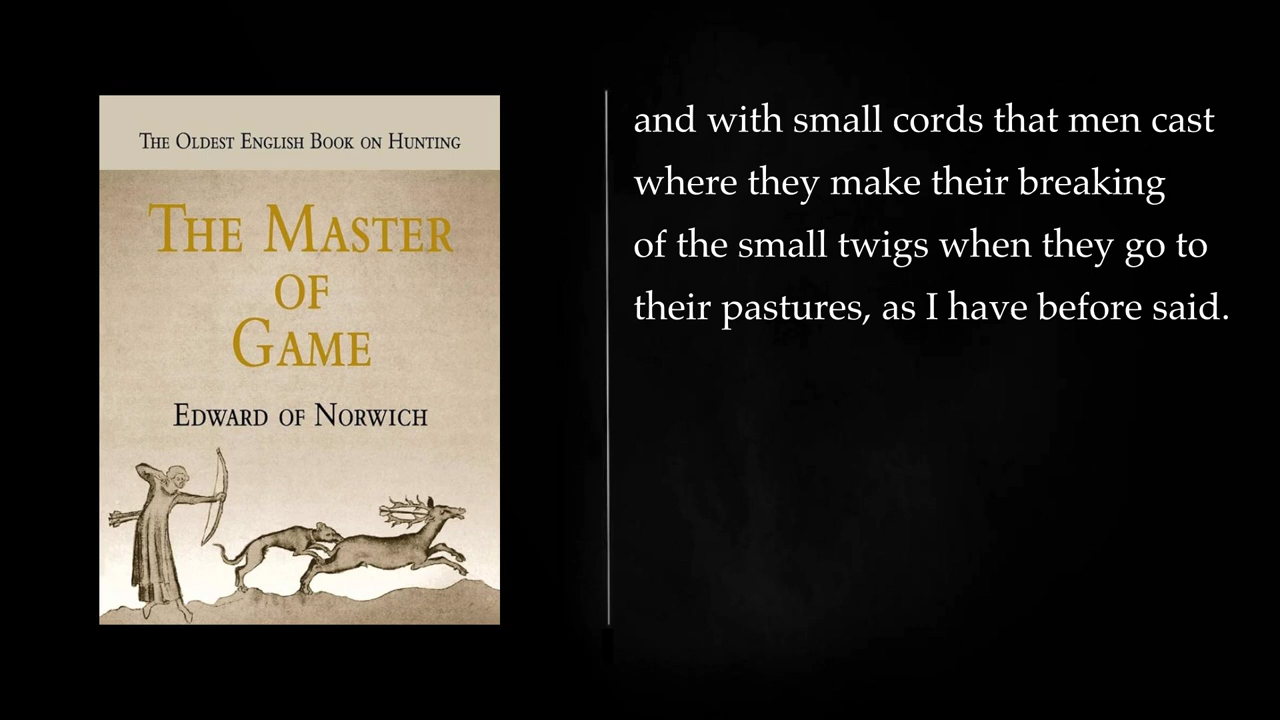 The Oldest English Book on Hunting
The Master
of
Game
Edward of Norwich
and with small cords that men cast
where they make their breaking
of the small twigs when they go to
their pastures, as I have before said.